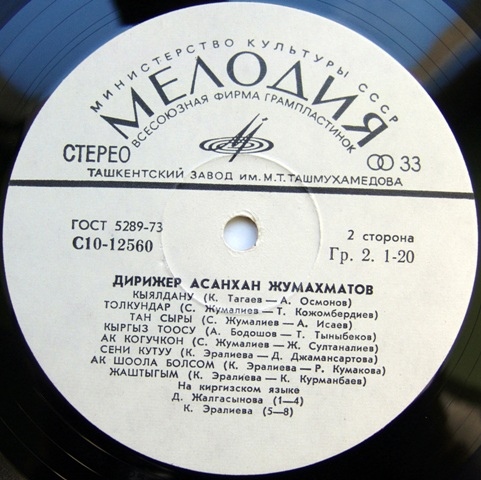 МИНИСТЕРСТВО КУЛЬТУРЫ СССР
МЕЛОДИЯ
ВСЕСОЮЗНАЯ ФИРМА ГРАМПЛАСТИНОК
СТЕРЕО
33
ТАШКЕНТСКИЙ ЗАВОД ИМ. М.Т. ТАШМУХАМЕДОВА
ГОСТ 5289-73
С10-12560
2 сторона
Гр. 2. 1-20
ДИРИЖЕР АСАНХАН ЖУМАХМАТОВ
КЫЯЛДАНУ (К. Тагаев — А. Осмонов)
ТОЛКУНДАР (С. Жумалиев — Т. Кожомбердиев)
ТАН СЫРЫ (С. Жумалиев — А. Исаев)
КЫРГЫЗ ТООСУ (А. Бодошов — Т. Тыныбеков)
АК КОГУЧКОН (С. Жумалиев — Ж. Султаналиев)
СЕНИ КУТУУ (К. Эралиева — Д. Джамансартова)
АК ШООЛА БОЛСОМ (К. Эралиева — Р. Кумакова)
ЖАШТЫГЫМ (К. Эралиева — К. Курманбаев)
На киргизском языке
Д. Жалгасынова (1—4)
К. Эралиева (5—8)